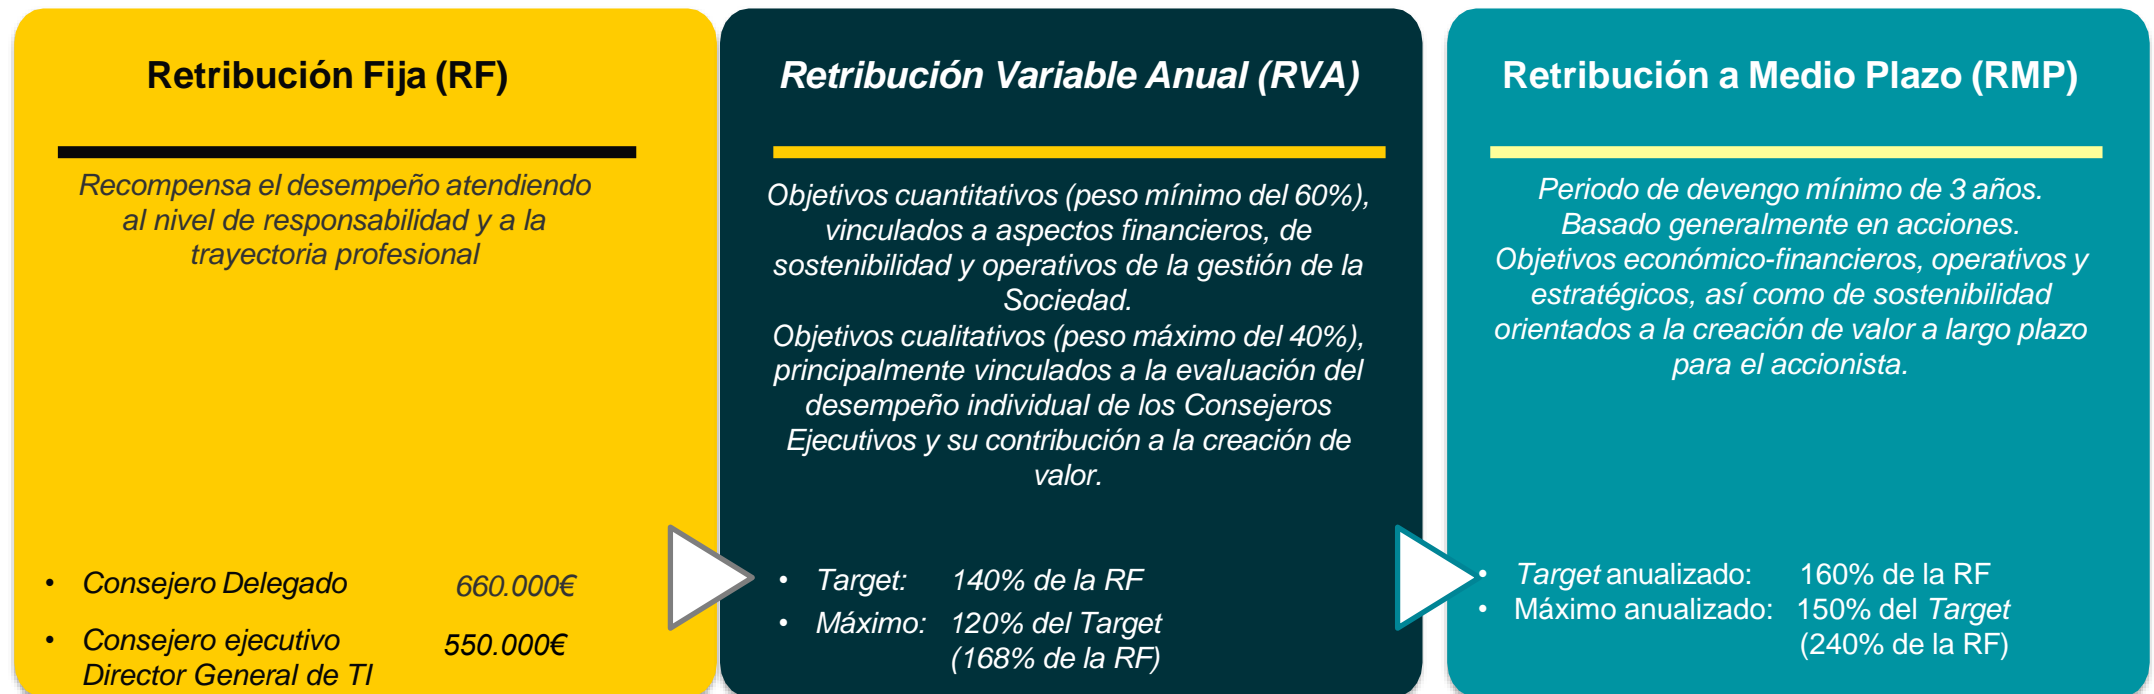 Retribución Fija (RF)
Recompensa el desempeño atendiendo
al nivel de responsabilidad y a la
trayectoria profesional
• Consejero Delegado 660.000€
• Consejero ejecutivo 550.000€
Director General de TI
Retribución Variable Anual (RVA)
Objetivos cuantitativos (peso mínimo del 60%),
vinculados a aspectos financieros, de
sostenibilidad y operativos de la gestión de la
Sociedad.
Objetivos cualitativos (peso máximo del 40%),
principalmente vinculados a la evaluación del
desempeño individual de los Consejeros
Ejecutivos y su contribución a la creación de
valor.
• Target: 140% de la RF
• Máximo: 120% del Target
(168% de la RF)
Retribución a Medio Plazo (RMP)
Periodo de devengo mínimo de 3 años.
Basado generalmente en acciones.
Objetivos económico-financieros, operativos y
estratégicos, así como de sostenibilidad
orientados a la creación de valor a largo plazo
para el accionista.
• Target anualizado: 160% de la RF
• Máximo anualizado: 150% del Target
(240% de la RF)